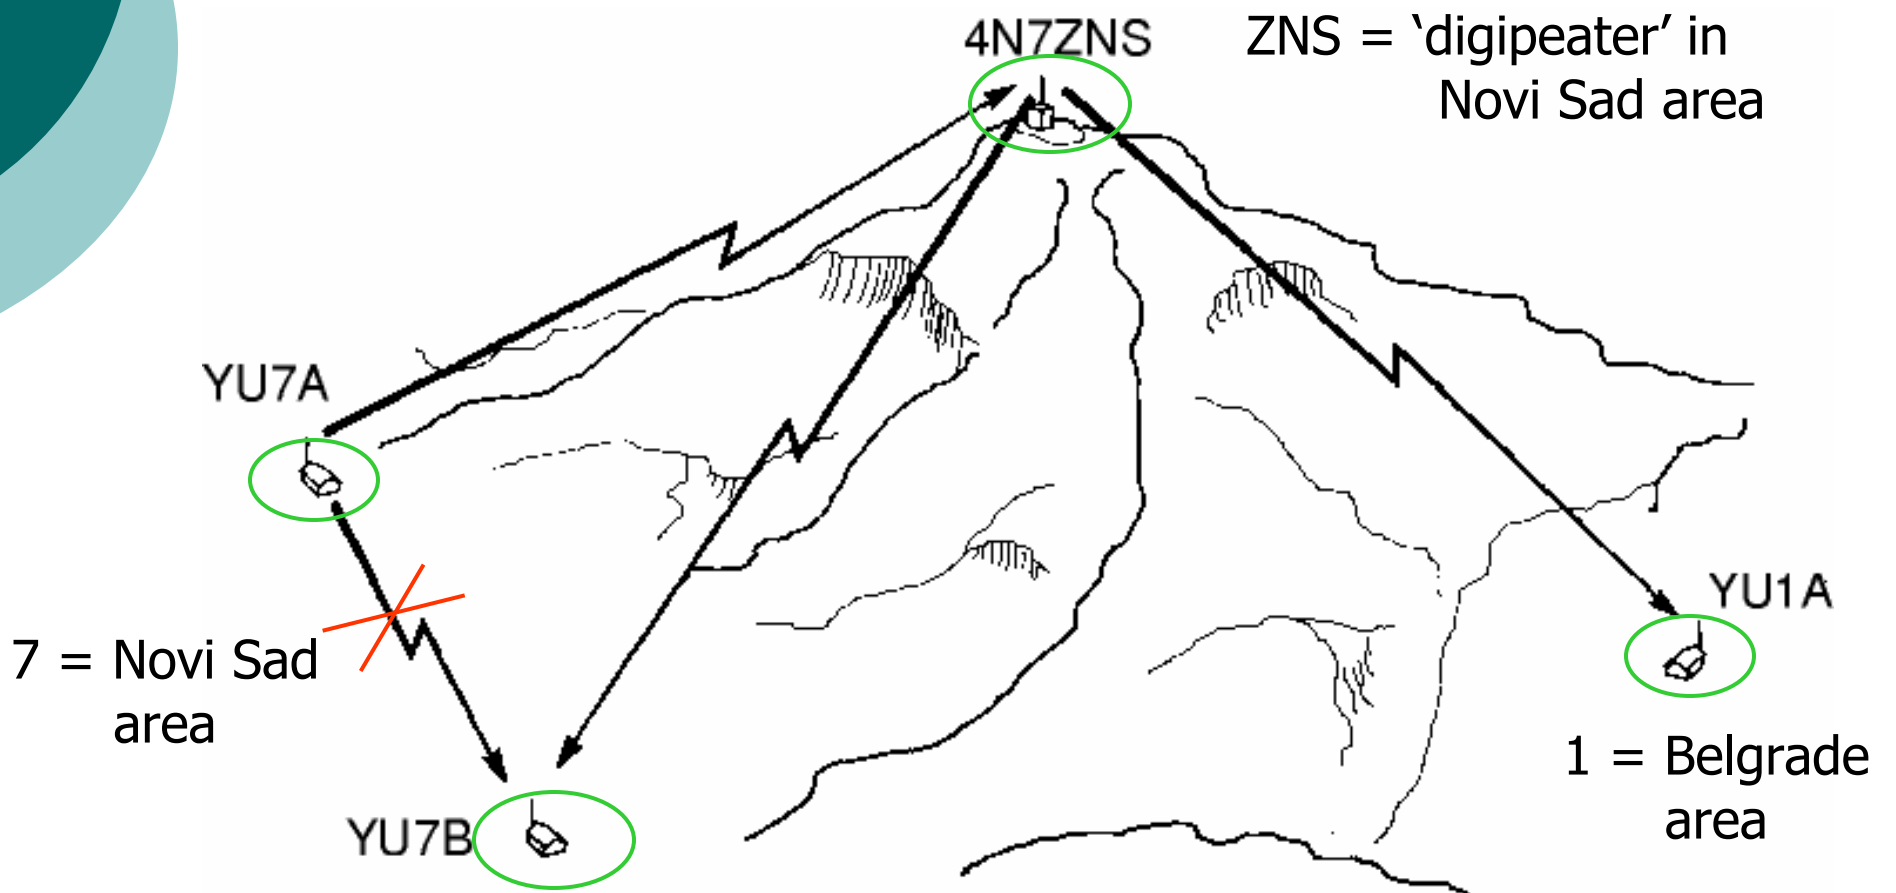 4N7ZNS
ZNS = ‘digipeater’ in
Novi Sad area
YU7A
YU1A
7 = Novi Sad
area
1 = Belgrade
area
YU7B